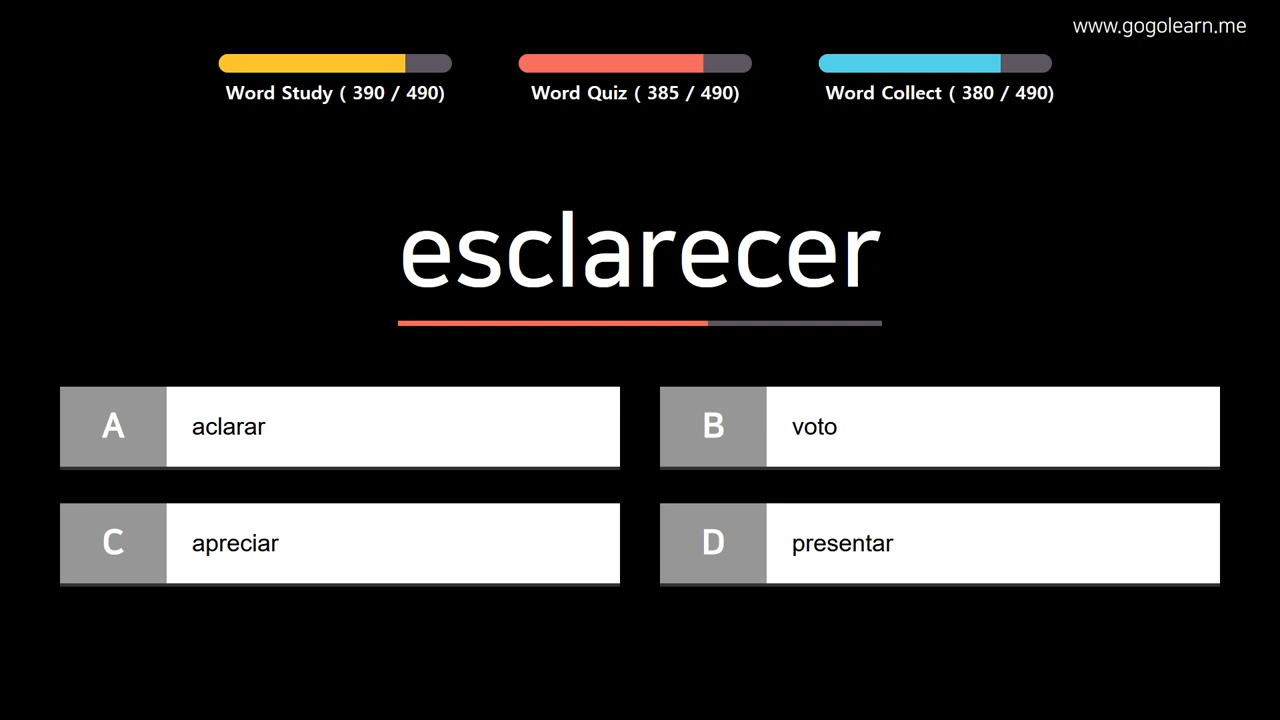 www.gogolearn.me
Word Study ( 390 / 490)
Word Quiz ( 385 / 490)
Word Collect ( 380 / 490)
esclarecer
A
aclarar
B
voto
C
apreciar
D
presentar